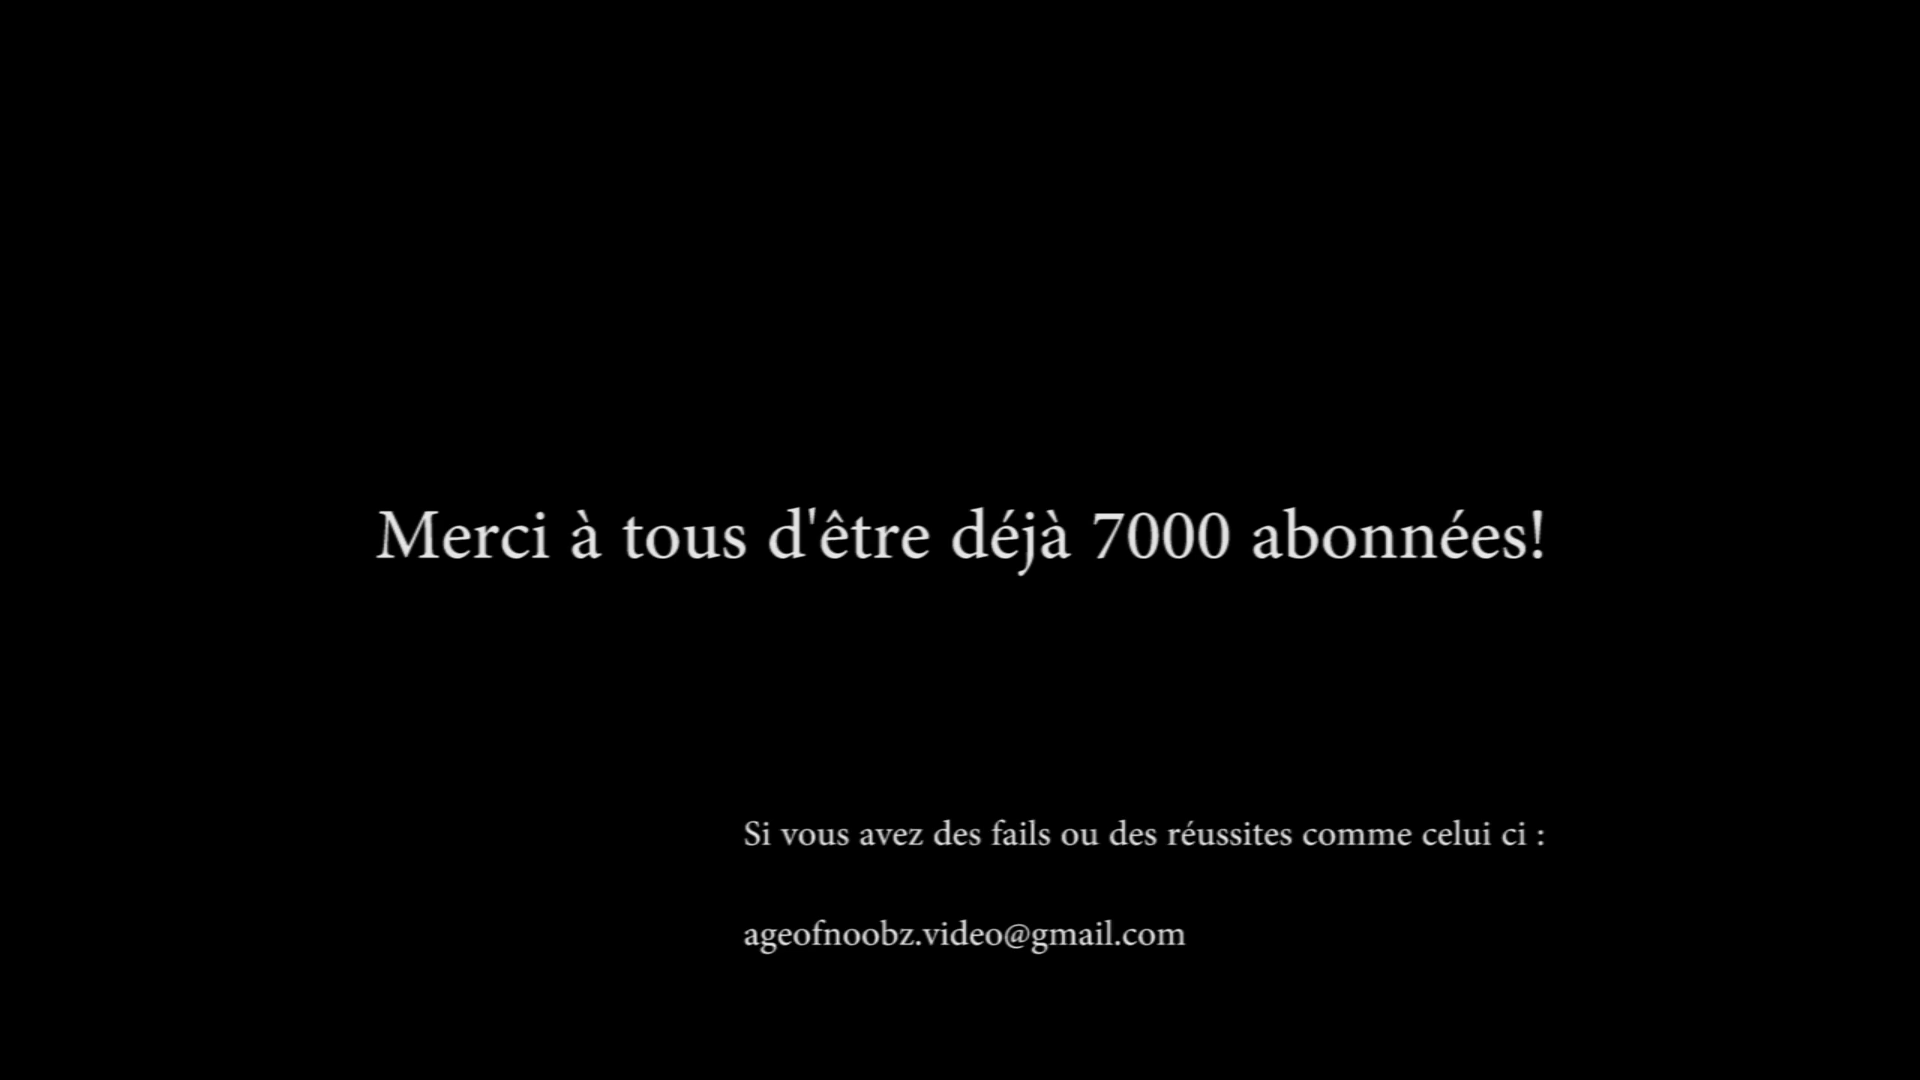 Merci à tous d'être déjà 7000 abonnées!
Si vous avez des fails ou des réussites comme celui ci :
ageofnoobz.video@gmail.com